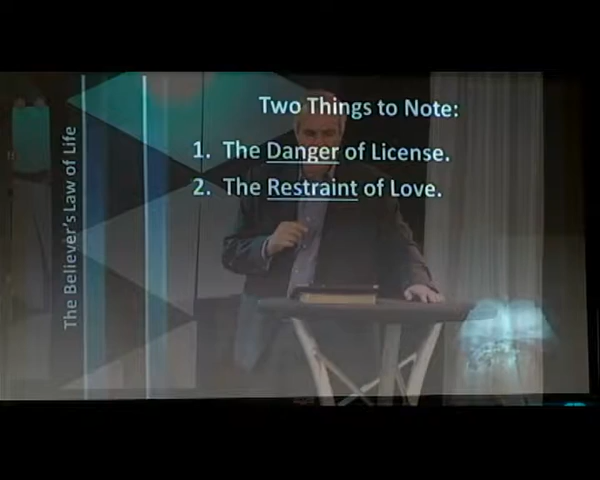 Two Things to Note:
1. The Danger of License.
2. The Restraint of Love.
The Believer's Law of Life